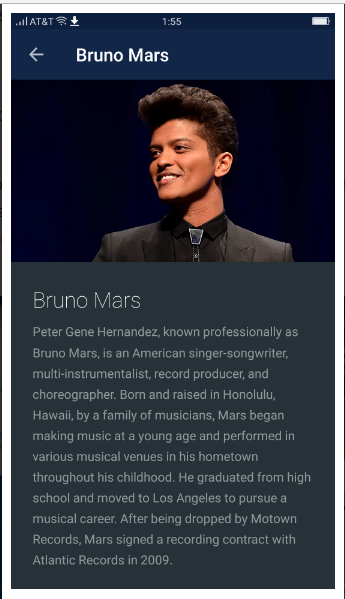 AT&T 1:55
Bruno Mars
Bruno Mars
Peter Gene Hernandez, known professionally as
Bruno Mars, is an American singer-songwriter,
multi-instrumentalist, record producer, and
choreographer. Born and raised in Honolulu,
Hawaii, by a family of musicians, Mars began
making music at a young age and performed in
various musical venues in his hometown
throughout his childhood. He graduated from high
school and moved to Los Angeles to pursue a
musical career. After being dropped by Motown
Records, Mars signed a recording contract with
Atlantic Records in 2009.